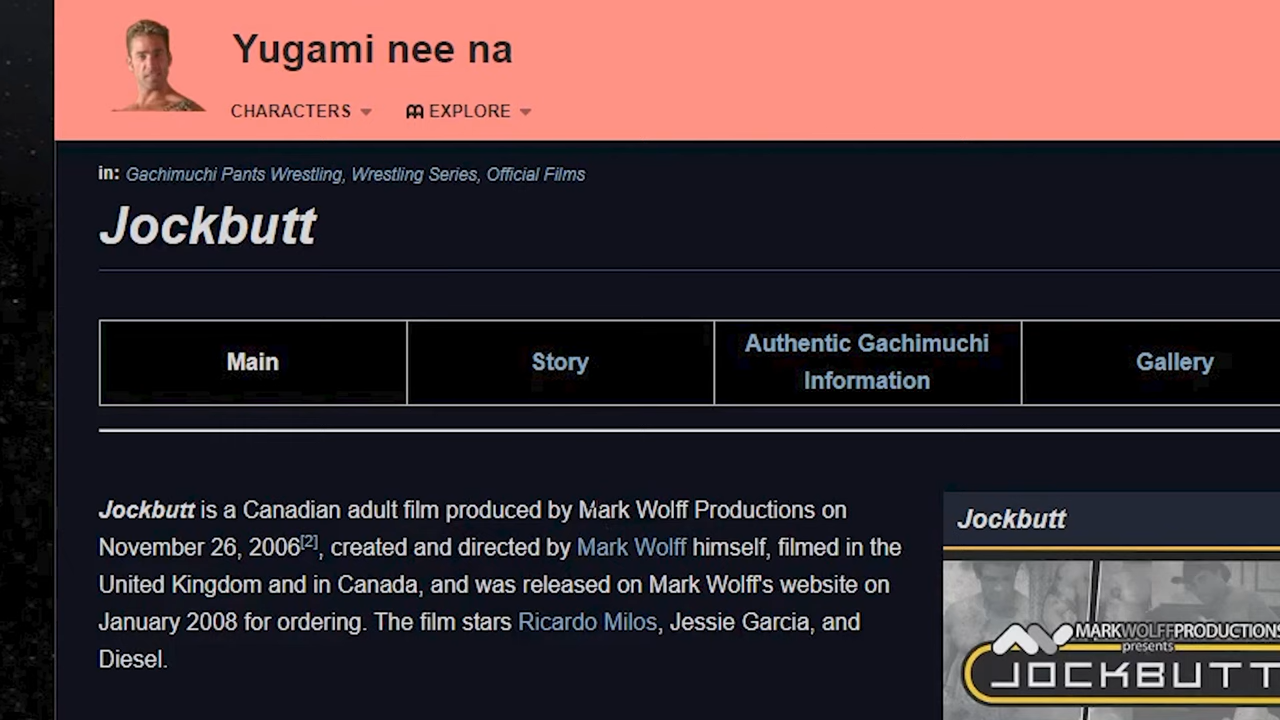 Yugami nee na
CHARACTERS EXPLORE
in: Gachimuchi Pants Wrestling, Wrestling Series, Official Films
Jockbutt
Main
Story
Authentic Gachimuchi
Information
Gallery
Jockbutt is a Canadian adult film produced by Mark Wolff Productions on
November 26, 2006[2], created and directed by Mark Wolff himself, filmed in the
United Kingdom and in Canada, and was released on Mark Wolff's website on
January 2008 for ordering. The film stars Ricardo Milos, Jessie Garcia, and
Diesel.
Jockbutt
MARKWOLFFPRODUCTIONS
presents
JOCKBUTT